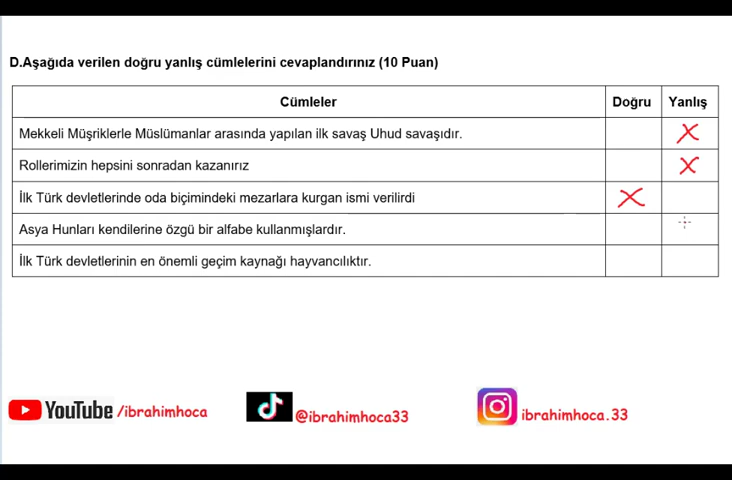 D.Aşağıda verilen doğru yanlış cümlelerini cevaplandırınız (10 Puan)
Cümleler Doğru Yanlış
Mekkeli Müşriklerle Müslümanlar arasında yapılan ilk savaş Uhud savaşıdır. X
Rollerimizin hepsini sonradan kazanırız X
İlk Türk devletlerinde oda biçimindeki mezarlara kurgan ismi verilirdi X
Asya Hunları kendilerine özgü bir alfabe kullanmışlardır.
İlk Türk devletlerinin en önemli geçim kaynağı hayvancılıktır.
YouTube /ibrahimhoca @ibrahimhoca33 ibrahimhoca.33